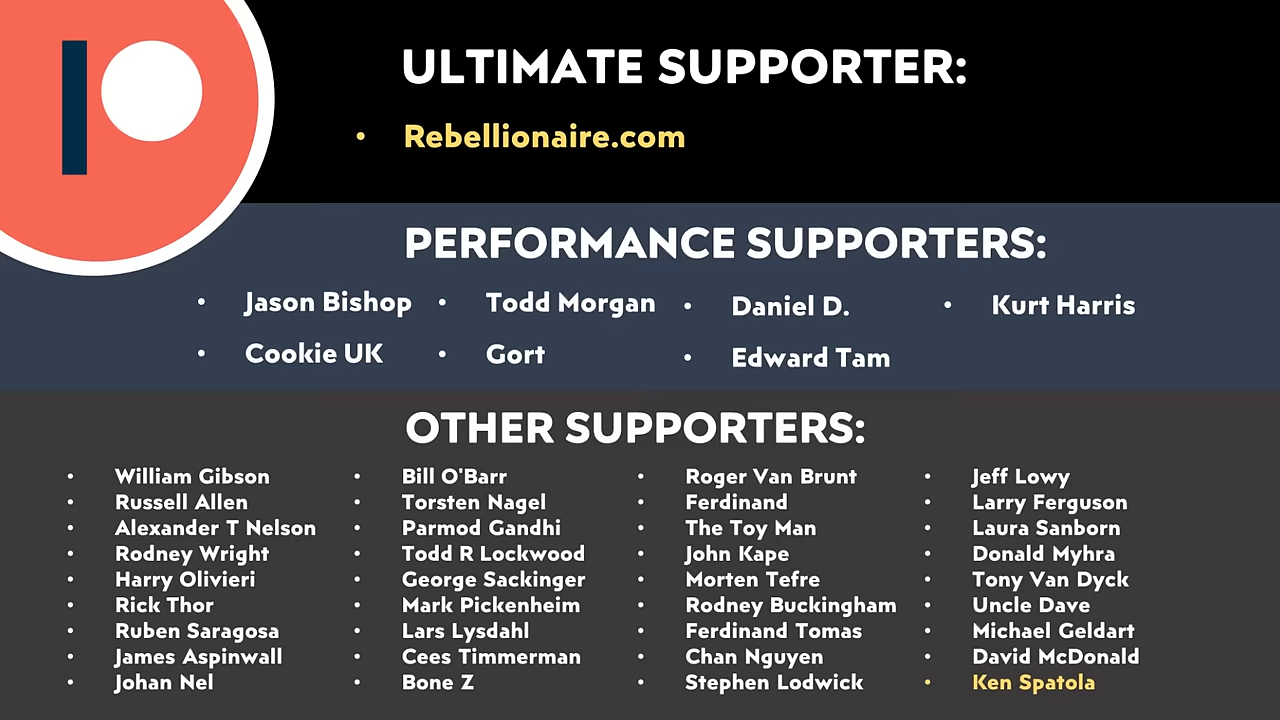 ULTIMATE SUPPORTER:
• Rebellionaire.com
PERFORMANCE SUPPORTERS:
• Jason Bishop • Todd Morgan • Daniel D. • Kurt Harris
• Cookie UK • Gort • Edward Tam
OTHER SUPPORTERS:
• William Gibson • Bill O'Barr • Roger Van Brunt • Jeff Lowy
• Russell Allen • Torsten Nagel • Ferdinand • Larry Ferguson
• Alexander T Nelson • Parmod Gandhi • The Toy Man • Laura Sanborn
• Rodney Wright • Todd R Lockwood • John Kape • Donald Myhra
• Harry Olivieri • George Sackinger • Morten Tefre • Tony Van Dyck
• Rick Thor • Mark Pickenheim • Rodney Buckingham • Uncle Dave
• Ruben Saragosa • Lars Lysdahl • Ferdinand Tomas • Michael Geldart
• James Aspinwall • Cees Timmerman • Chan Nguyen • David McDonald
• Johan Nel • Bone Z • Stephen Lodwick • Ken Spatola